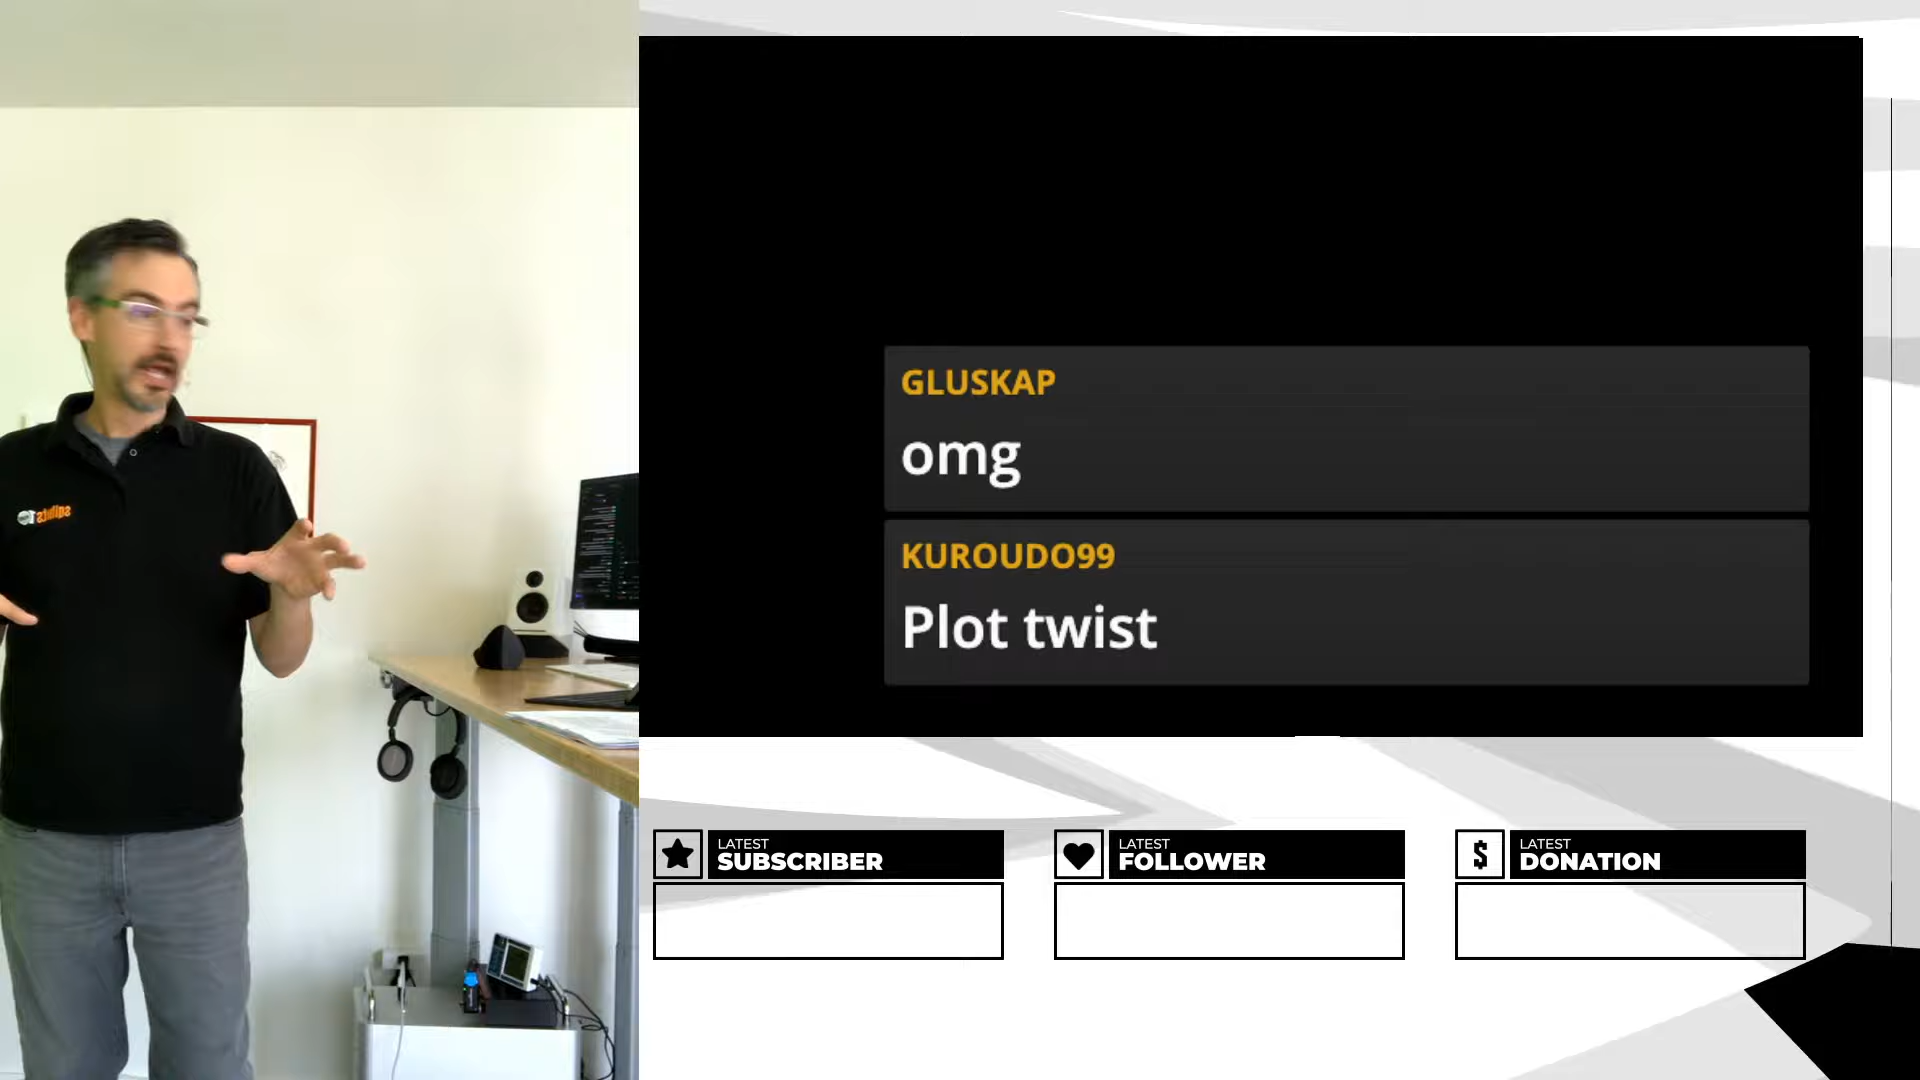 GLUSKAP
omg
KUROUDO99
Plot twist
LATEST
SUBSCRIBER
LATEST
FOLLOWER
LATEST
DONATION